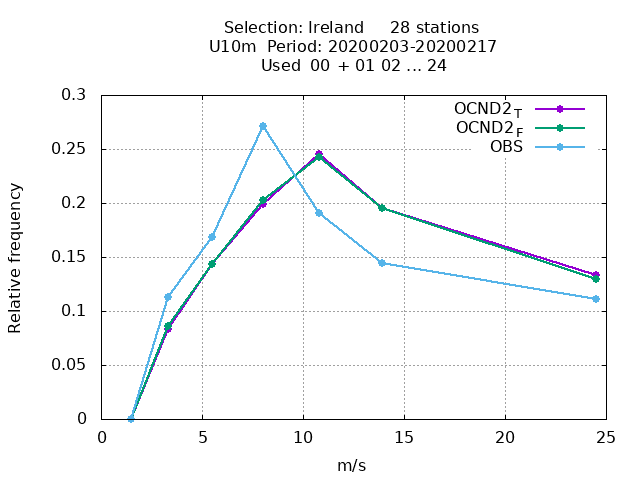 Selection: Ireland     28 stations
U10m  Period: 20200203-20200217
Used  00 + 01 02 ... 24
0.3
OCND2T
OCND2F
OBS
0.25
0.2
0.15
0.1
0.05
0
Relative frequency
0 5 10 15 20 25
m/s